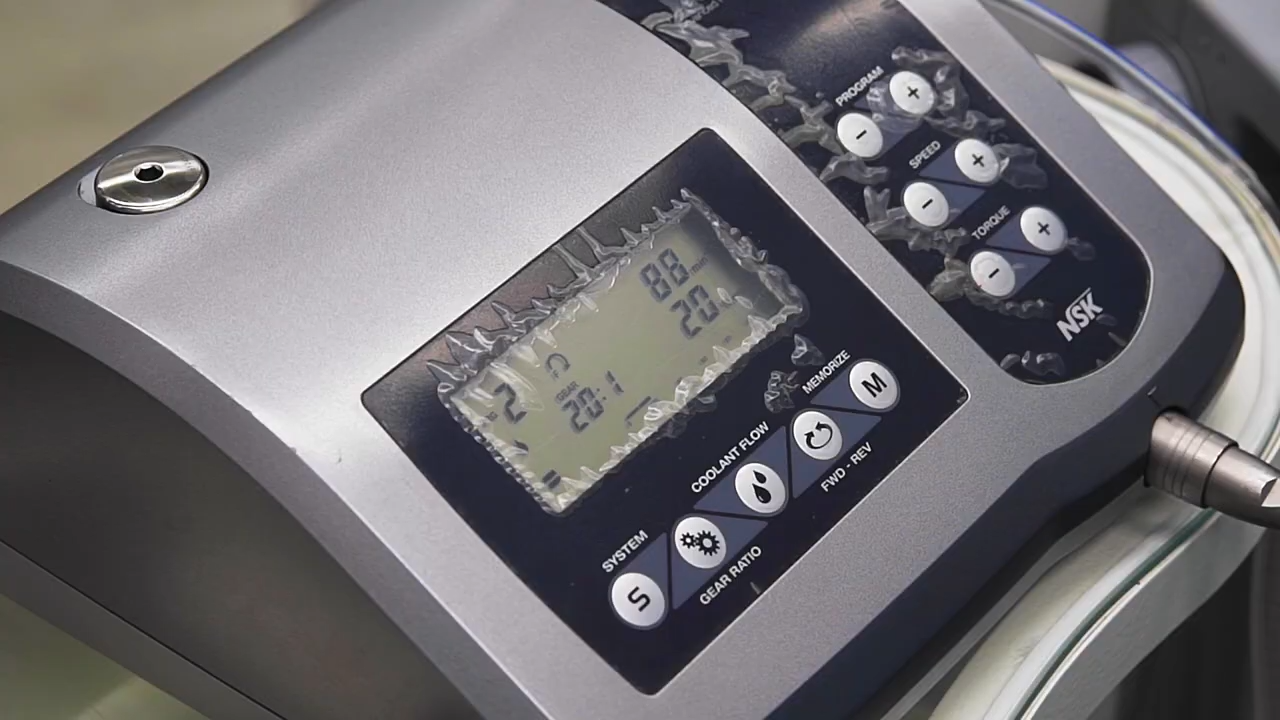 PROGRAM
+
-
SPEED
+
-
TORQUE
+
-
NSK
88
20
2
GEAR
20:1
MEMORIZE
M
COOLANT FLOW
FWD - REV
SYSTEM
S
GEAR RATIO